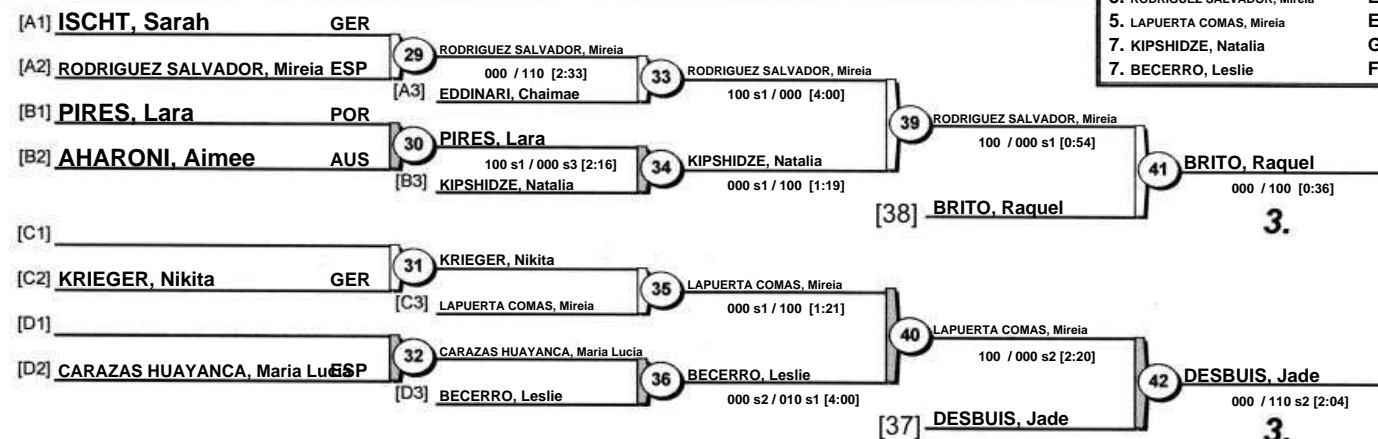 [A1] ISCHT, Sarah GER
[A2] RODRIGUEZ SALVADOR, Mireia ESP
[B1] PIRES, Lara POR
[B2] AHARONI, Aimee AUS
[C1]
[C2] KRIEGER, Nikita GER
[D1]
[D2] CARAZAS HUAYANCA, Maria Lucia ESP
29
RODRIGUEZ SALVADOR, Mireia
000 / 110 [2:33]
[A3] EDDINARI, Chaimae
30
PIRES, Lara
100 s1 / 000 s3 [2:16]
[B3] KIPSHIDZE, Natalia
31
KRIEGER, Nikita
[C3] LAPUERTA COMAS, Mireia
32
CARAZAS HUAYANCA, Maria Lucia
[D3] BECERRO, Leslie
33
RODRIGUEZ SALVADOR, Mireia
100 s1 / 000 [4:00]
34
KIPSHIDZE, Natalia
000 s1 / 100 [1:19]
35
LAPUERTA COMAS, Mireia
000 s1 / 100 [1:21]
36
BECERRO, Leslie
000 s2 / 010 s1 [4:00]
39
RODRIGUEZ SALVADOR, Mireia
100 / 000 s1 [0:54]
[38] BRITO, Raquel
40
LAPUERTA COMAS, Mireia
100 / 000 s2 [2:20]
[37] DESBUIS, Jade
41
BRITO, Raquel
000 / 100 [0:36]
3.
42
DESBUIS, Jade
000 / 110 s2 [2:04]
3.
RODRIGUEZ SALVADOR, Mireia
5. LAPUERTA COMAS, Mireia E
7. KIPSHIDZE, Natalia G
7. BECERRO, Leslie F